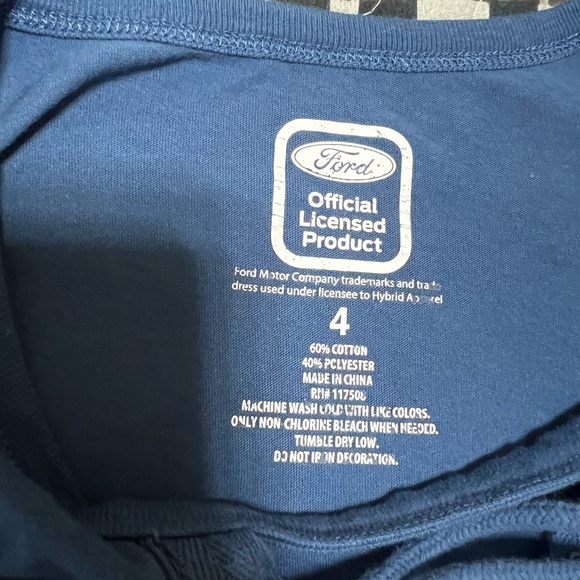 Ford
Official
Licensed
Product
Ford Motor Company trademarks and trade
dress used under licensee to Hybrid Apparel
4
60% COTTON
40% POLYESTER
MADE IN CHINA
RN# 117508
MACHINE WASH COLD WITH LIKE COLORS.
ONLY NON-CHLORINE BLEACH WHEN NEEDED.
TUMBLE DRY LOW.
DO NOT IRON DECORATION.